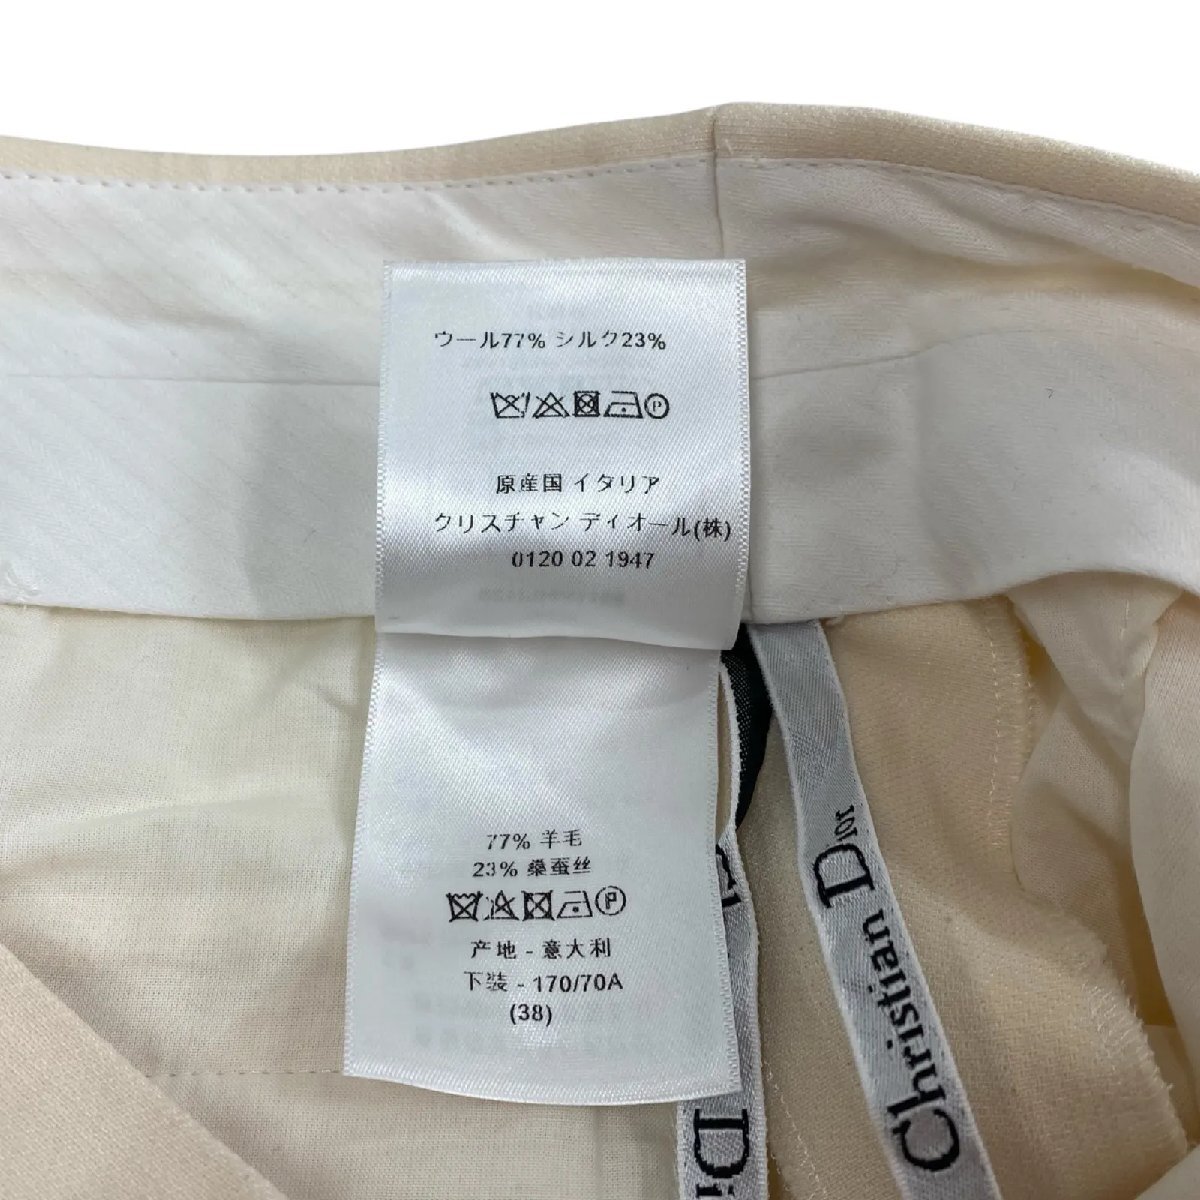 ウール77% シルク23%
P
原産国 イタリア
クリスチャン ディオール(株)
0120 02 1947
77% 羊毛
23% 桑蚕丝
P
产地 - 意大利
下装 - 170/70A
(38)
Christian Dior
Di